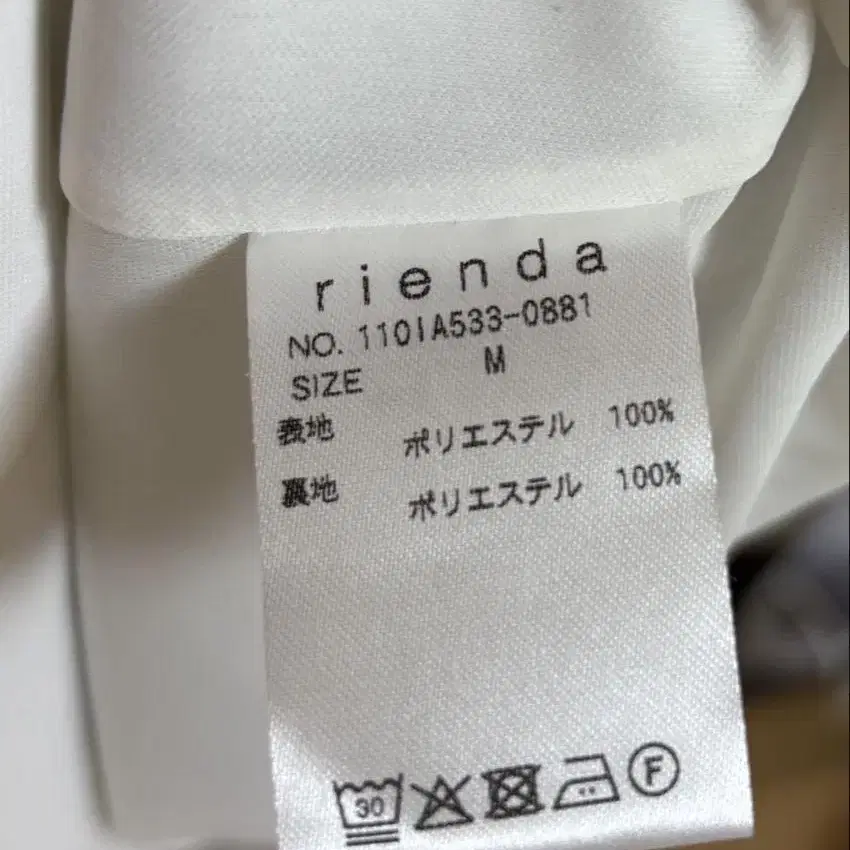 rienda
NO. 110IA533-0881
SIZE M
表地 ポリエステル 100%
裏地 ポリエステル 100%
30 F